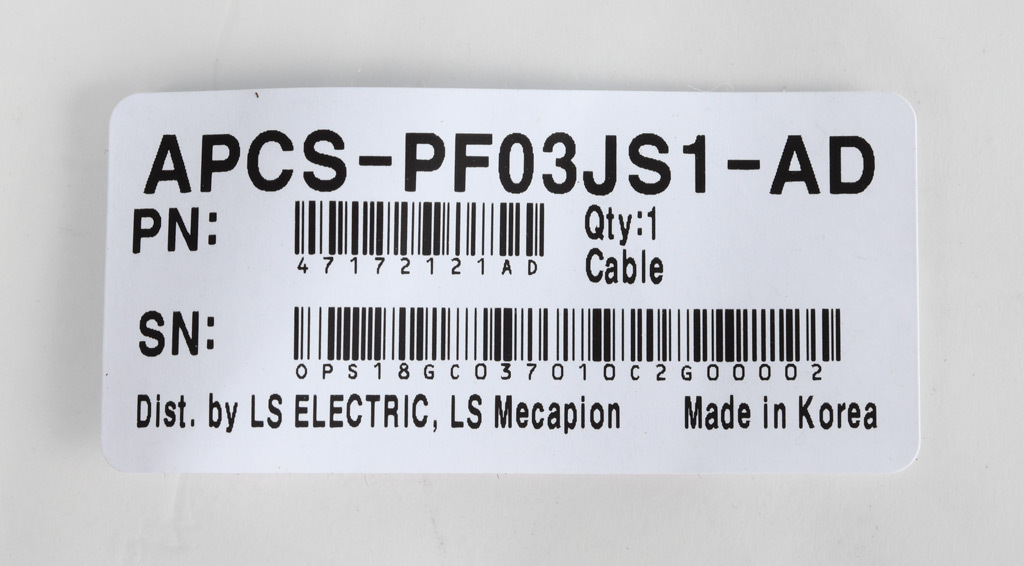 APCS-PF03JS1-AD
PN:
47172121AD
Qty:1
Cable
SN:
0PS18GC037010C2G00002
Dist. by LS ELECTRIC, LS Mecapion
Made in Korea